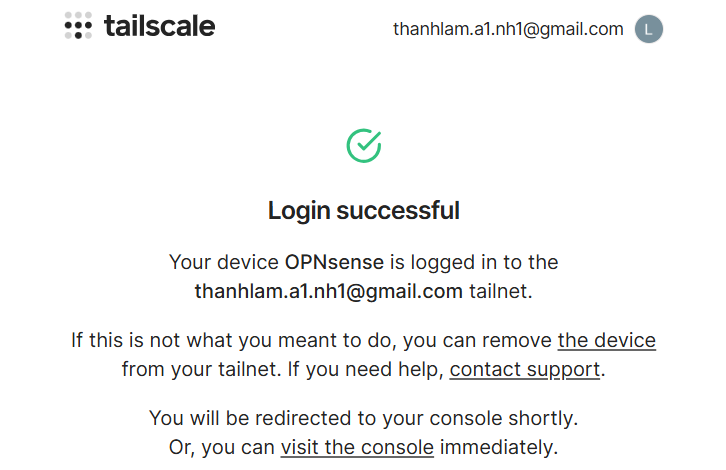 tailscale
thanhlam.a1.nh1@gmail.com L
Login successful
Your device OPNsense is logged in to the
thanhlam.a1.nh1@gmail.com tailnet.
If this is not what you meant to do, you can remove the device
from your tailnet. If you need help, contact support.
You will be redirected to your console shortly.
Or, you can visit the console immediately.